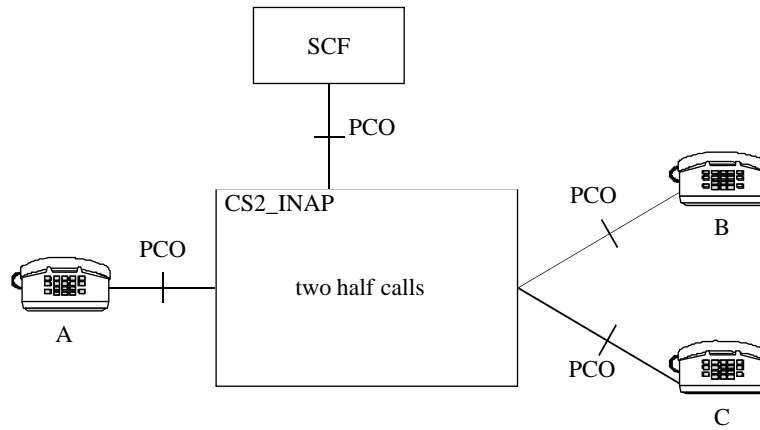 SCF
PCO
CS2_INAP
PCO
PCO
B
two half calls
A
PCO
C